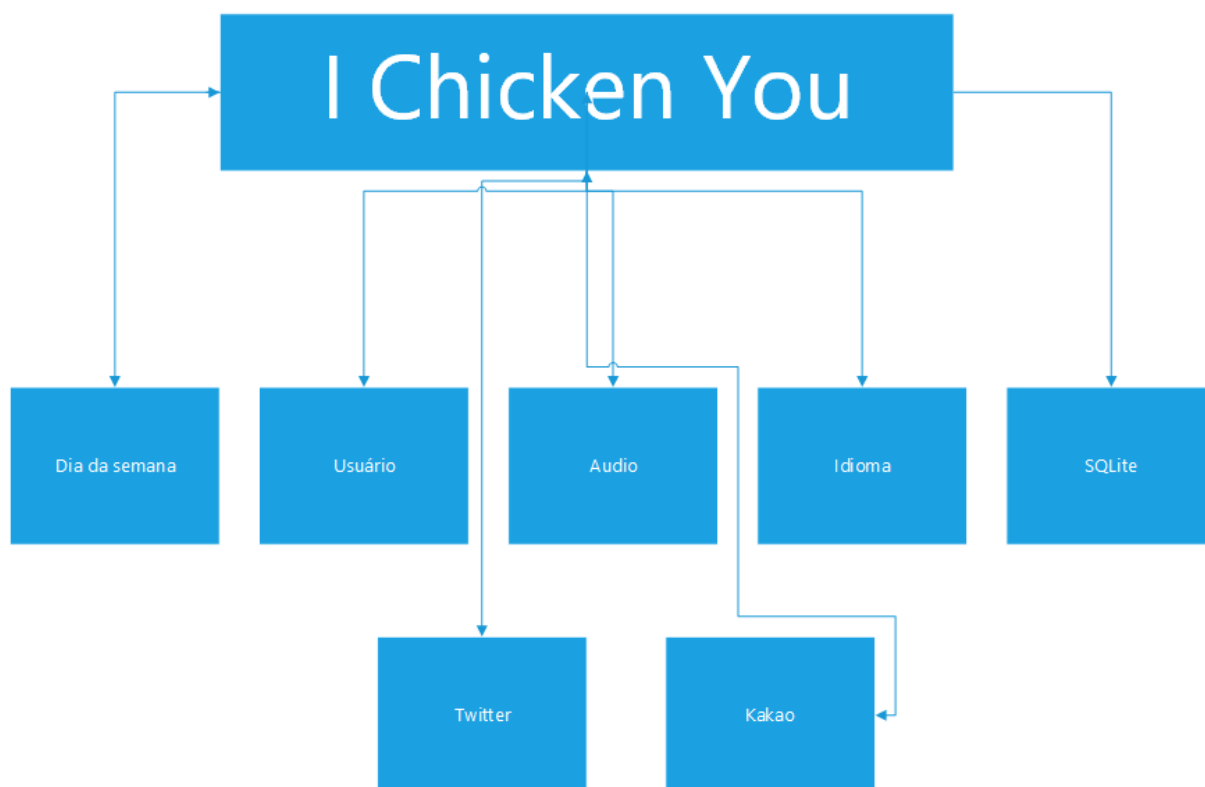 I Chicken You
Dia da semana
Usuário
Audio
Idioma
SQLite
Twitter
Kakao